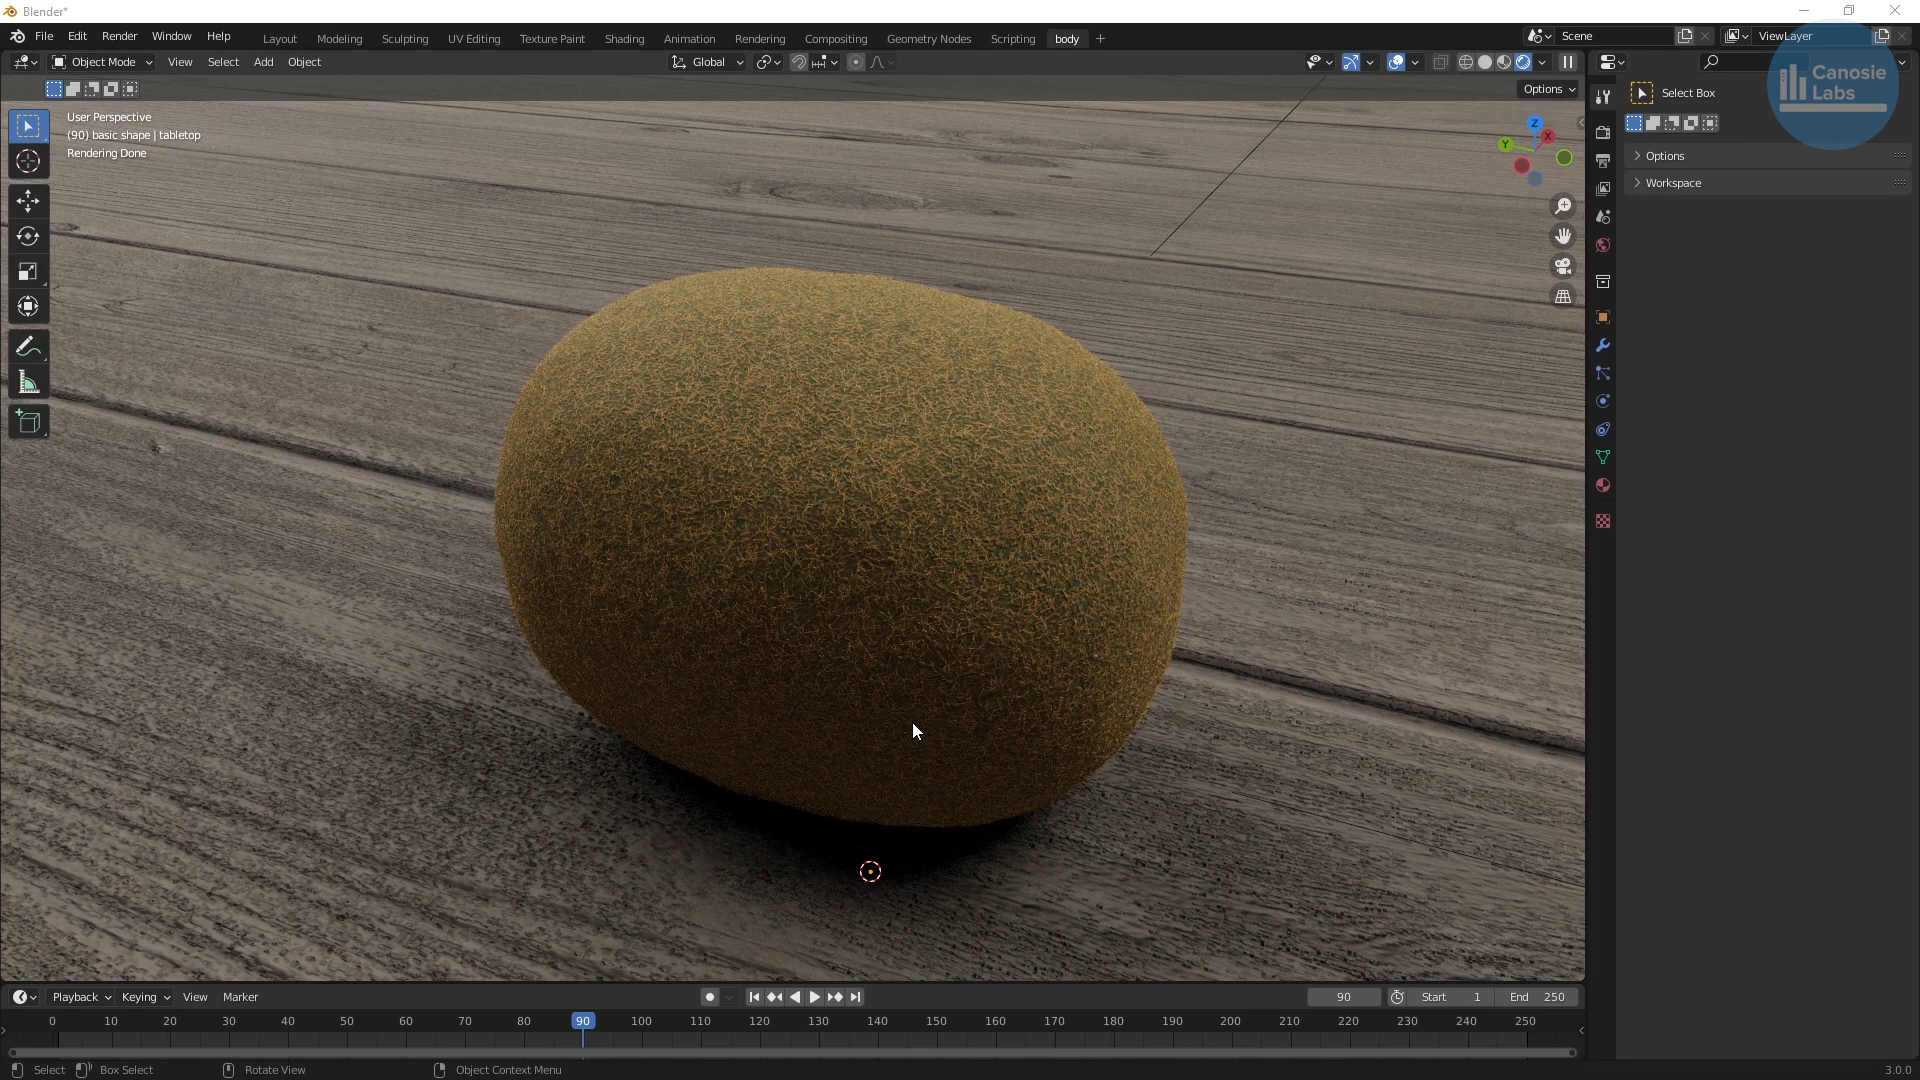 Blender*
File Edit Render Window Help
Layout Modeling Sculpting UV Editing Texture Paint Shading Animation Rendering Compositing Geometry Nodes Scripting body +
Scene
ViewLayer
Object Mode View Select Add Object
Global
Options
Canosie
Labs
Select Box
User Perspective
(90) basic shape | tabletop
Rendering Done
Z
X
Y
Options
Workspace
Playback Keying View Marker
90 Start 1 End 250
0 10 20 30 40 50 60 70 80 90 100 110 120 130 140 150 160 170 180 190 200 210 220 230 240 250
Select Box Select Rotate View Object Context Menu
3.0.0